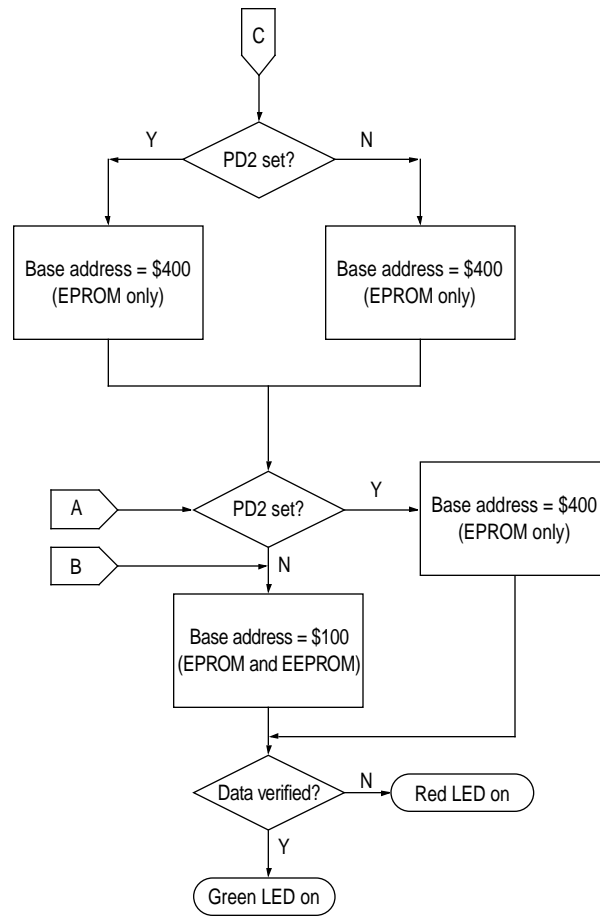 C
Y
PD2 set?
N
Base address = $400
(EPROM only)
Base address = $400
(EPROM only)
A
PD2 set?
Y
Base address = $400
(EPROM only)
B
N
Base address = $100
(EPROM and EEPROM)
Data verified?
N
Red LED on
Y
Green LED on